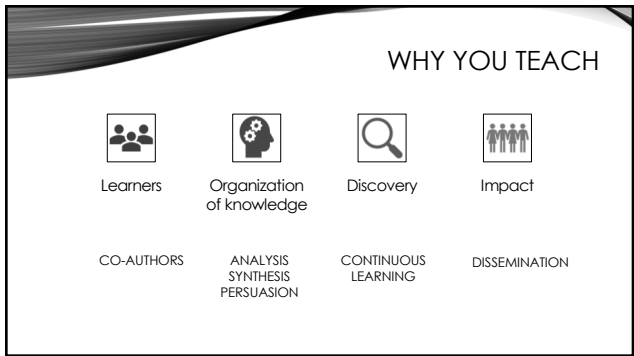 WHY YOU TEACH
Learners
Organization
of knowledge
Discovery
Impact
CO-AUTHORS
ANALYSIS
SYNTHESIS
PERSUASION
CONTINUOUS
LEARNING
DISSEMINATION